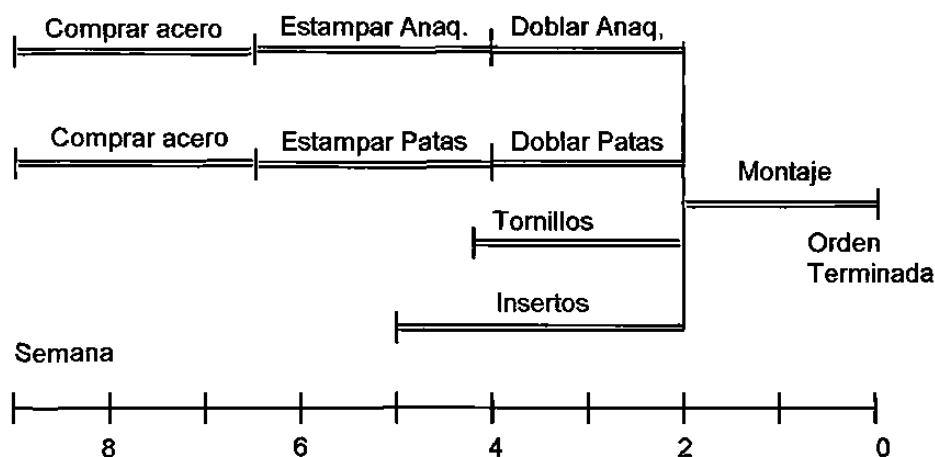 Comprar acero
Estampar Anaq.
Doblar Anaq,
Comprar acero
Estampar Patas
Doblar Patas
Montaje
Tornillos
Orden
Terminada
Insertos
Semana
8 6 4 2 0